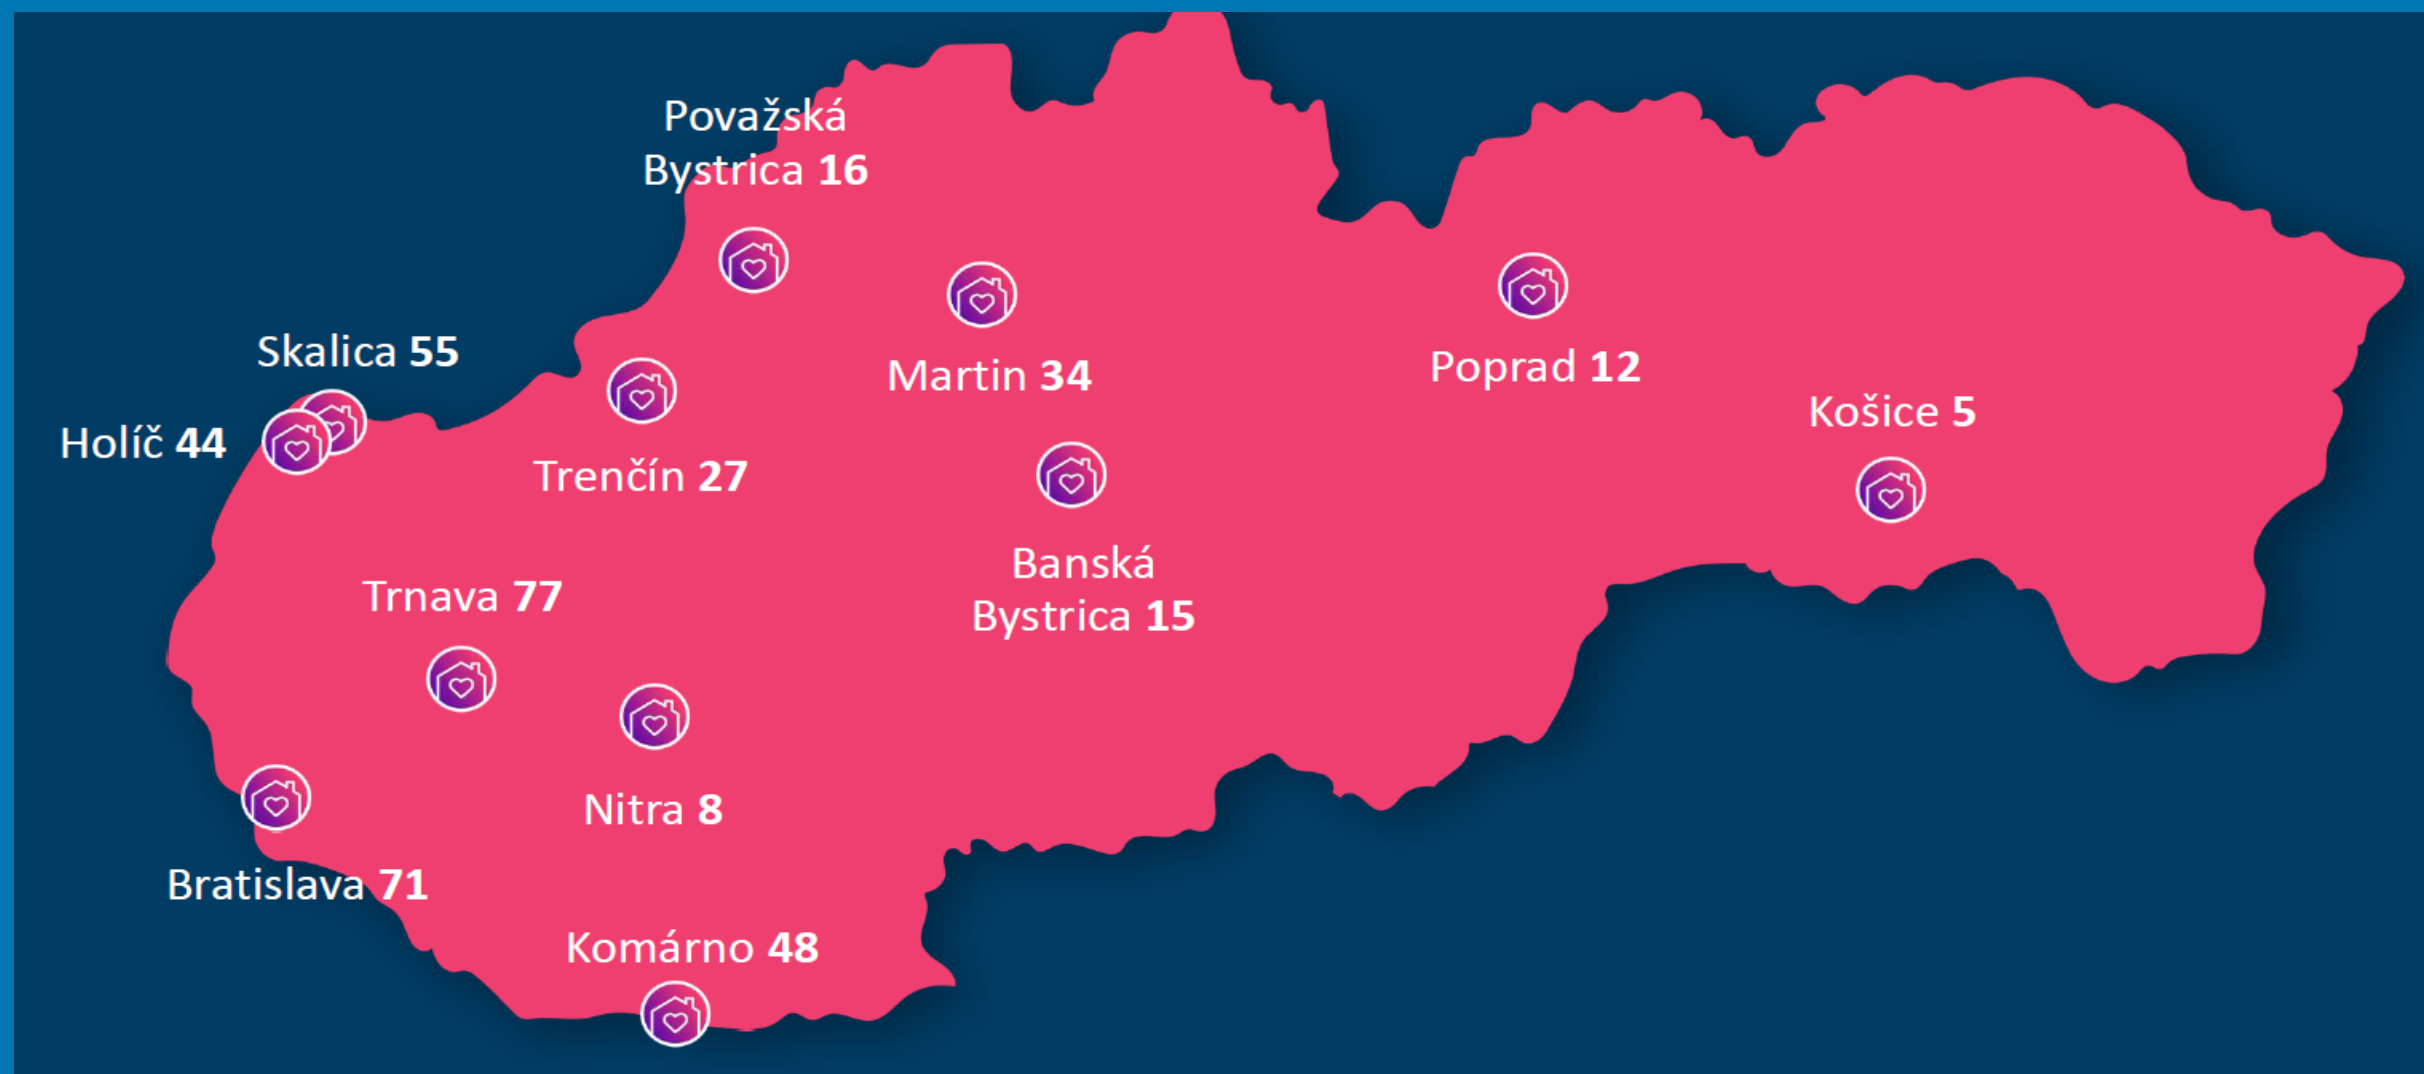 Považská
Bystrica 16
Skalica 55
Holíč 44
Trenčín 27
Martin 34
Poprad 12
Košice 5
Banská
Bystrica 15
Trnava 77
Nitra 8
Bratislava 71
Komárno 48